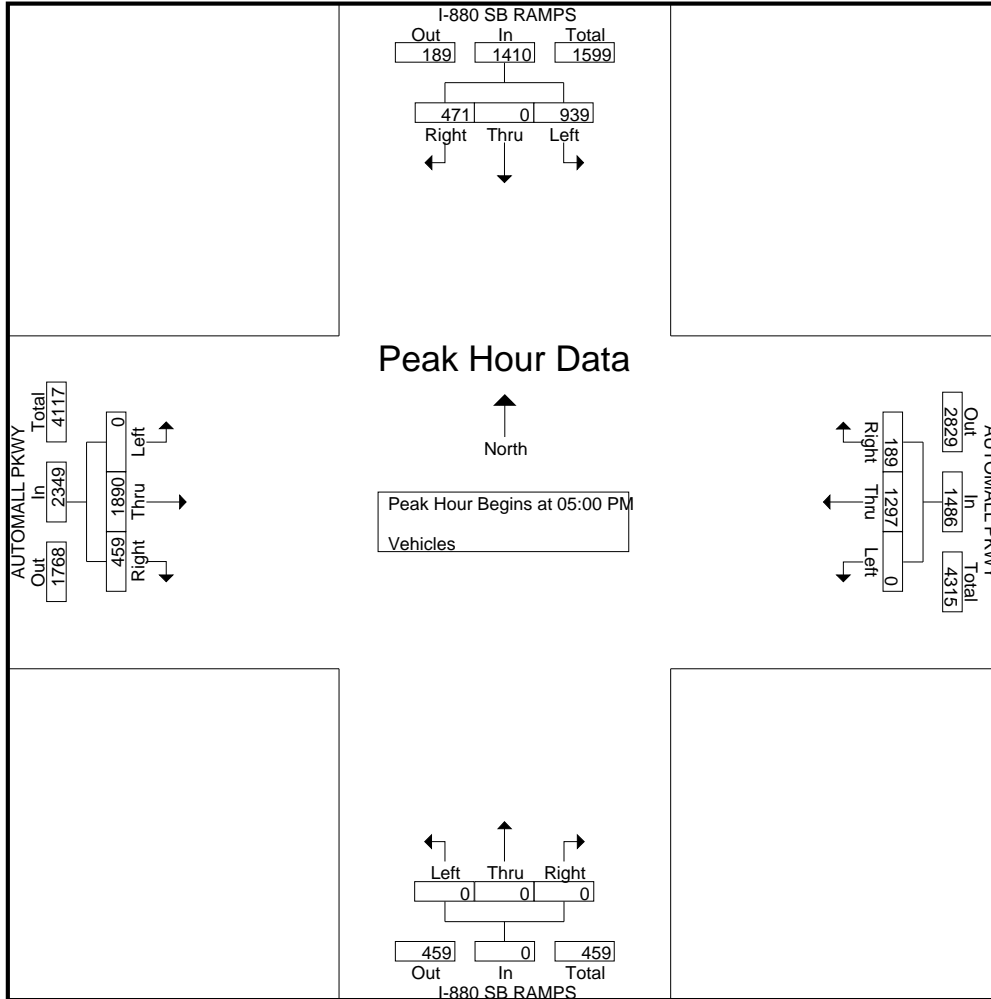 I-880 SB RAMPS
Out In Total
189 1410 1599
471 0 939
Right Thru Left
Peak Hour Data
North
Peak Hour Begins at 05:00 PM
Vehicles
AUTOMALL PKWY
Out In Total
1768 2349 4117
Left Thru Right
0 1890 459
AUTOMALL PKWY
Out In Total
2829 1486 4315
Right Thru Left
189 1297 0
Left Thru Right
0 0 0
459 0 459
Out In Total
I-880 SB RAMPS